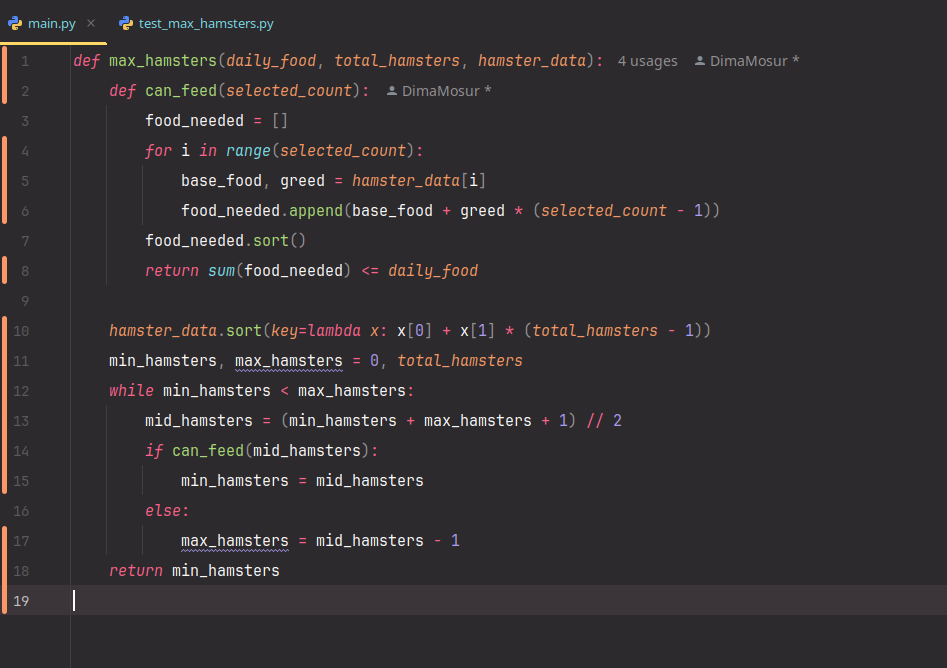 main.py × test_max_hamsters.py
1 def max_hamsters(daily_food, total_hamsters, hamster_data): 4 usages DimaMosur *
2     def can_feed(selected_count): DimaMosur *
3         food_needed = []
4         for i in range(selected_count):
5             base_food, greed = hamster_data[i]
6             food_needed.append(base_food + greed * (selected_count - 1))
7         food_needed.sort()
8         return sum(food_needed) <= daily_food
9
10     hamster_data.sort(key=lambda x: x[0] + x[1] * (total_hamsters - 1))
11     min_hamsters, max_hamsters = 0, total_hamsters
12     while min_hamsters < max_hamsters:
13         mid_hamsters = (min_hamsters + max_hamsters + 1) // 2
14         if can_feed(mid_hamsters):
15             min_hamsters = mid_hamsters
16         else:
17             max_hamsters = mid_hamsters - 1
18     return min_hamsters
19